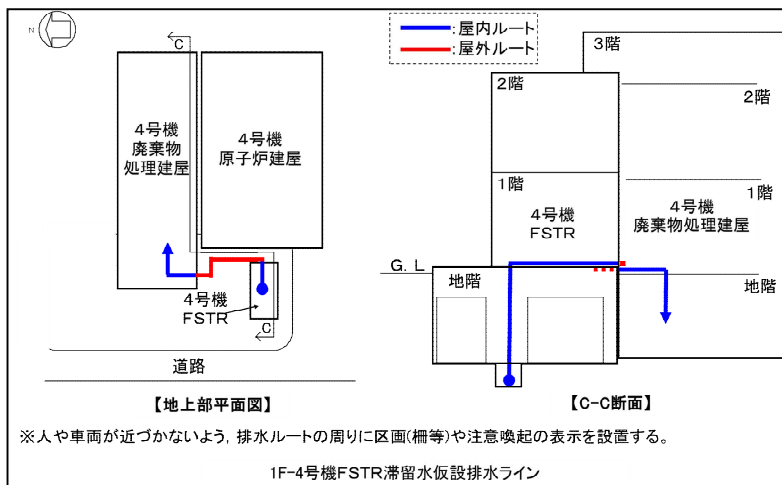 N
C
:屋内ルート
:屋外ルート
4号機
廃棄物
処理建屋
4号機
原子炉建屋
4号機
FSTR
C
道路
【地上部平面図】
3階
2階
2階
1階
1階
4号機
FSTR
4号機
廃棄物処理建屋
G.L
地階
地階
【C-C断面】
※人や車両が近づかないよう, 排水ルートの周りに区画(柵等)や注意喚起の表示を設置する。
1F-4号機FSTR滞留水仮設排水ライン